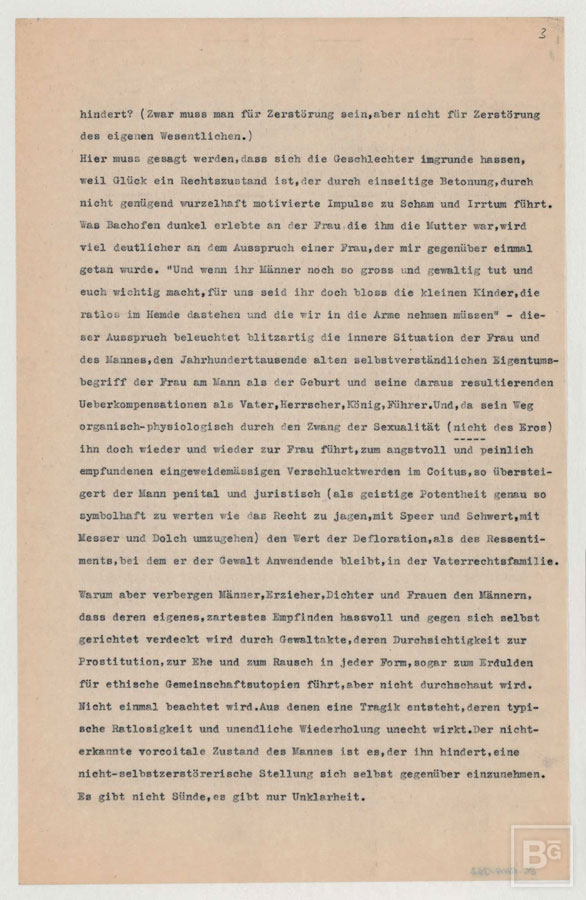 3
hindert? (Zwar muss man für Zerstörung sein,aber nicht für Zerstörung
des eigenen Wesentlichen.)
Hier muss gesagt werden,dass sich die Geschlechter imgrunde hassen,
weil Glück ein Rechtszustand ist,der durch einseitige Betonung,durch
nicht genügend wurzelhaft motivierte Impulse zu Scham und Irrtum führt.
Was Bachofen dunkel erlebte an der Frau,die ihm die Mutter war,wird
viel deutlicher an dem Ausspruch einer Frau,der mir gegenüber einmal
getan wurde. "Und wenn ihr Männer noch so gross und gewaltig tut und
euch wichtig macht,für uns seid ihr doch bloss die kleinen Kinder,die
ratlos im Hemde dastehen und die wir in die Arme nehmen müssen" - die-
ser Ausspruch beleuchtet blitzartig die innere Situation der Frau und
des Mannes,den Jahrhunderttausende alten selbstverständlichen Eigentums-
begriff der Frau am Mann als der Geburt und seine daraus resultierenden
Ueberkompensationen als Vater,Herrscher,König,Führer.Und,da sein Weg
organisch-physiologisch durch den Zwang der Sexualität (nicht des Eros)
ihn doch wieder und wieder zur Frau führt,zum angstvoll und peinlich
empfundenen eingeweidemässigen Verschlucktwerden im Coitus,so überstei-
gert der Mann penital und juristisch (als geistige Potentheit genau so
symbolhaft zu werten wie das Recht zu jagen,mit Speer und Schwert,mit
Messer und Dolch umzugehen) den Wert der Defloration,als des Ressenti-
ments,bei dem er der Gewalt Anwendende bleibt,in der Vaterrechtsfamilie.
Warum aber verbergen Männer,Erzieher,Dichter und Frauen den Männern,
dass deren eigenes,zartestes Empfinden hassvoll und gegen sich selbst
gerichtet verdeckt wird durch Gewaltakte,deren Durchsichtigkeit zur
Prostitution,zur Ehe und zum Rausch in jeder Form,sogar zum Erdulden
für ethische Gemeinschaftsutopien führt,aber nicht durchschaut wird.
Nicht einmal beachtet wird.Aus denen eine Tragik entsteht,deren typi-
sche Ratlosigkeit und unendliche Wiederholung unecht wirkt.Der nicht-
erkannte vorcoitale Zustand des Mannes ist es,der ihn hindert,eine
nicht-selbstzerstörerische Stellung sich selbst gegenüber einzunehmen.
Es gibt nicht Sünde,es gibt nur Unklarheit.
BG